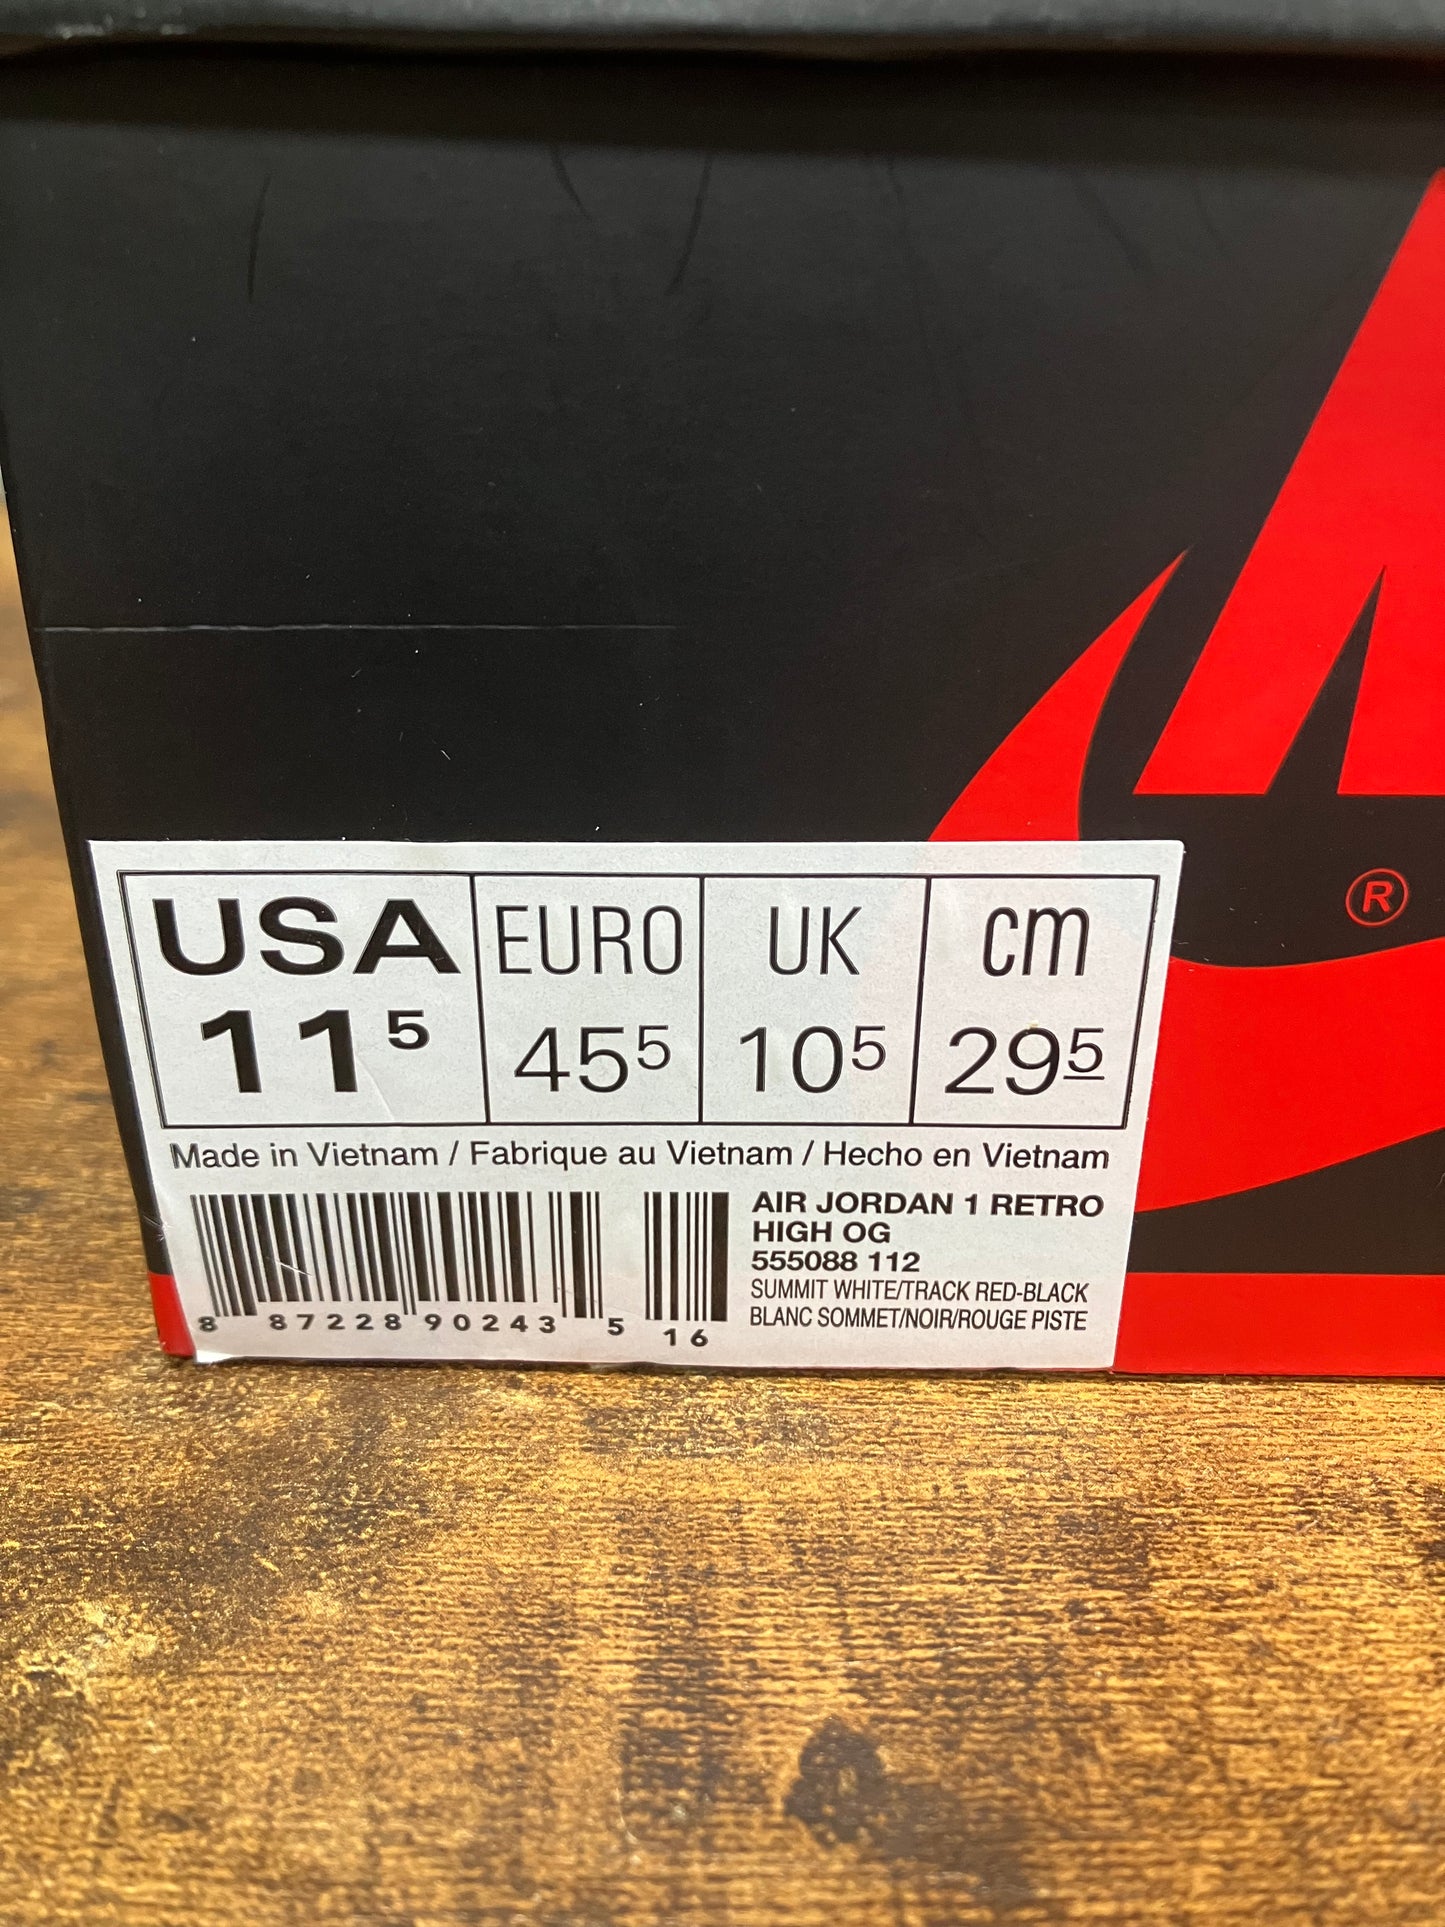 ®
USA EURO UK cm
11⁵ 45⁵ 10⁵ 29⁵
Made in Vietnam / Fabrique au Vietnam / Hecho en Vietnam
AIR JORDAN 1 RETRO
HIGH OG
555088 112
SUMMIT WHITE/TRACK RED-BLACK
BLANC SOMMET/NOIR/ROUGE PISTE
8 87228 90243 5 16